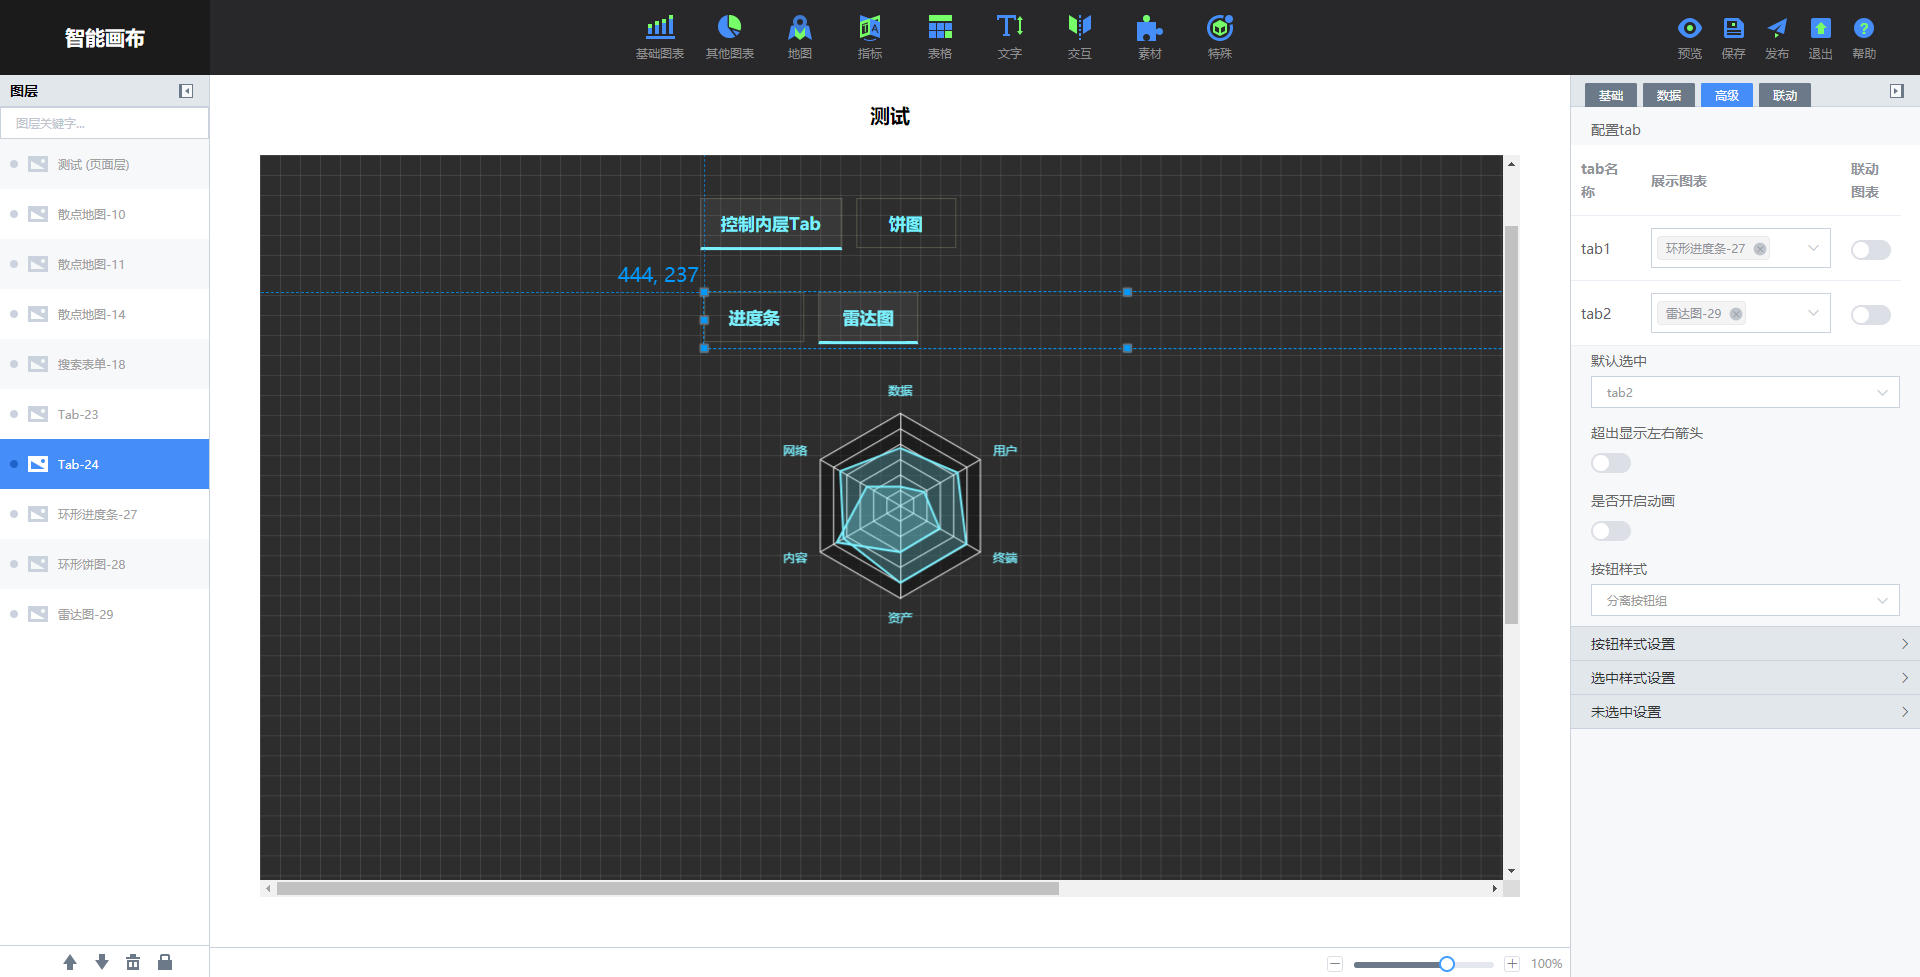 智能画布
基础图表
其他图表
地图
指标
表格
文字
交互
素材
特殊
预览
保存
发布
退出
帮助
图层
图层关键字...
测试 (页面层)
散点地图-10
散点地图-11
散点地图-14
搜索表单-18
Tab-23
Tab-24
环形进度条-27
环形饼图-28
雷达图-29
测试
控制内层Tab
饼图
444, 237
进度条
雷达图
数据
网络
用户
内容
终端
资产
100%
基础
数据
高级
联动
配置tab
tab名
称
展示图表
联动
图表
tab1
环形进度条-27
tab2
雷达图-29
默认选中
tab2
超出显示左右箭头
是否开启动画
按钮样式
分离按钮组
按钮样式设置
选中样式设置
未选中设置